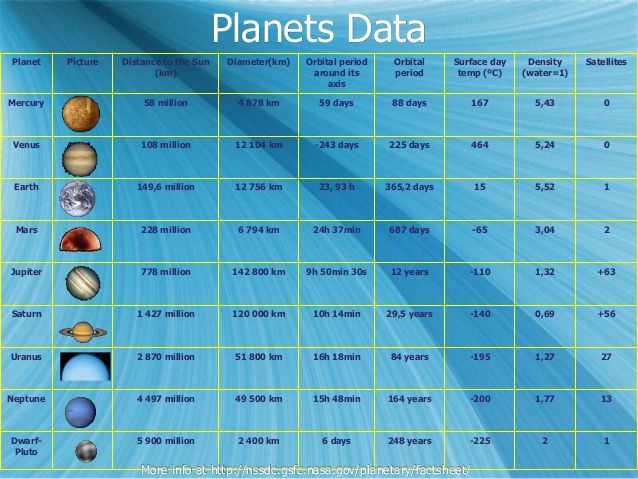 Planets Data
Planet Picture Distance to the Sun (km) Diameter(km) Orbital period around its axis Orbital period Surface day temp (ºC) Density (water=1) Satellites
Mercury 58 million 4 878 km 59 days 88 days 167 5,43 0
Venus 108 million 12 104 km -243 days 225 days 464 5,24 0
Earth 149,6 million 12 756 km 23, 93 h 365,2 days 15 5,52 1
Mars 228 million 6 794 km 24h 37min 687 days -65 3,04 2
Jupiter 778 million 142 800 km 9h 50min 30s 12 years -110 1,32 +63
Saturn 1 427 million 120 000 km 10h 14min 29,5 years -140 0,69 +56
Uranus 2 870 million 51 800 km 16h 18min 84 years -195 1,27 27
Neptune 4 497 million 49 500 km 15h 48min 164 years -200 1,77 13
Dwarf-Pluto 5 900 million 2 400 km 6 days 248 years -225 2 1
More info at http://nssdc.gsfc.nasa.gov/planetary/factsheet/